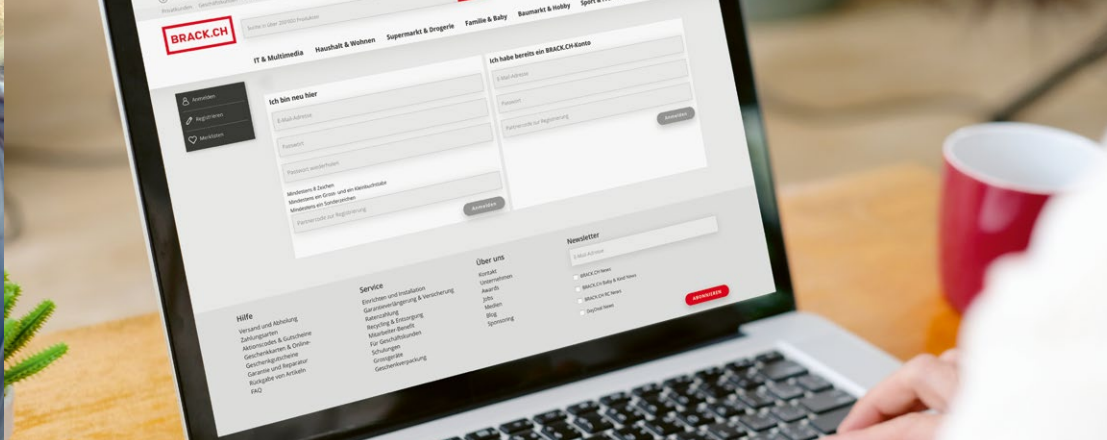 Privatkunden Geschäftskunden
BRACK.CH
IT & Multimedia Haushalt & Wohnen Supermarkt & Drogerie Familie & Baby Baumarkt & Hobby
Anmelden
Registrieren
Merklisten
Ich bin neu hier
E-Mail-Adresse
Passwort
Passwort wiederholen
Mindestens 8 Zeichen
Mindestens ein Gross- und ein Kleinbuchstabe
Mindestens ein Sonderzeichen
Partnercode zur Registrierung
Anmelden
Ich habe bereits ein BRACK.CH-Konto
E-Mail-Adresse
Passwort
Partnercode zur Registrierung
Anmelden
Hilfe
Versand und Abholung
Zahlungsarten
Aktionscodes & Gutscheine
Geschenkkarten & Online-
Geschenkgutscheine
Garantie und Reparatur
Rückgabe von Artikeln
FAQ
Service
Einrichten und Installation
Garantieverlängerung & Versicherung
Ratenzahlung
Recycling & Entsorgung
Mitarbeiter-Benefit
Für Geschäftskunden
Schulungen
Grossgeräte
Geschenkverpackung
Über uns
Kontakt
Unternehmen
Awards
Jobs
Medien
Blog
Sponsoring
Newsletter
E-Mail-Adresse
BRACK.CH News
BRACK.CH Baby & Kind News
BRACK.CH RC News
DayDeal News
ABONNIEREN